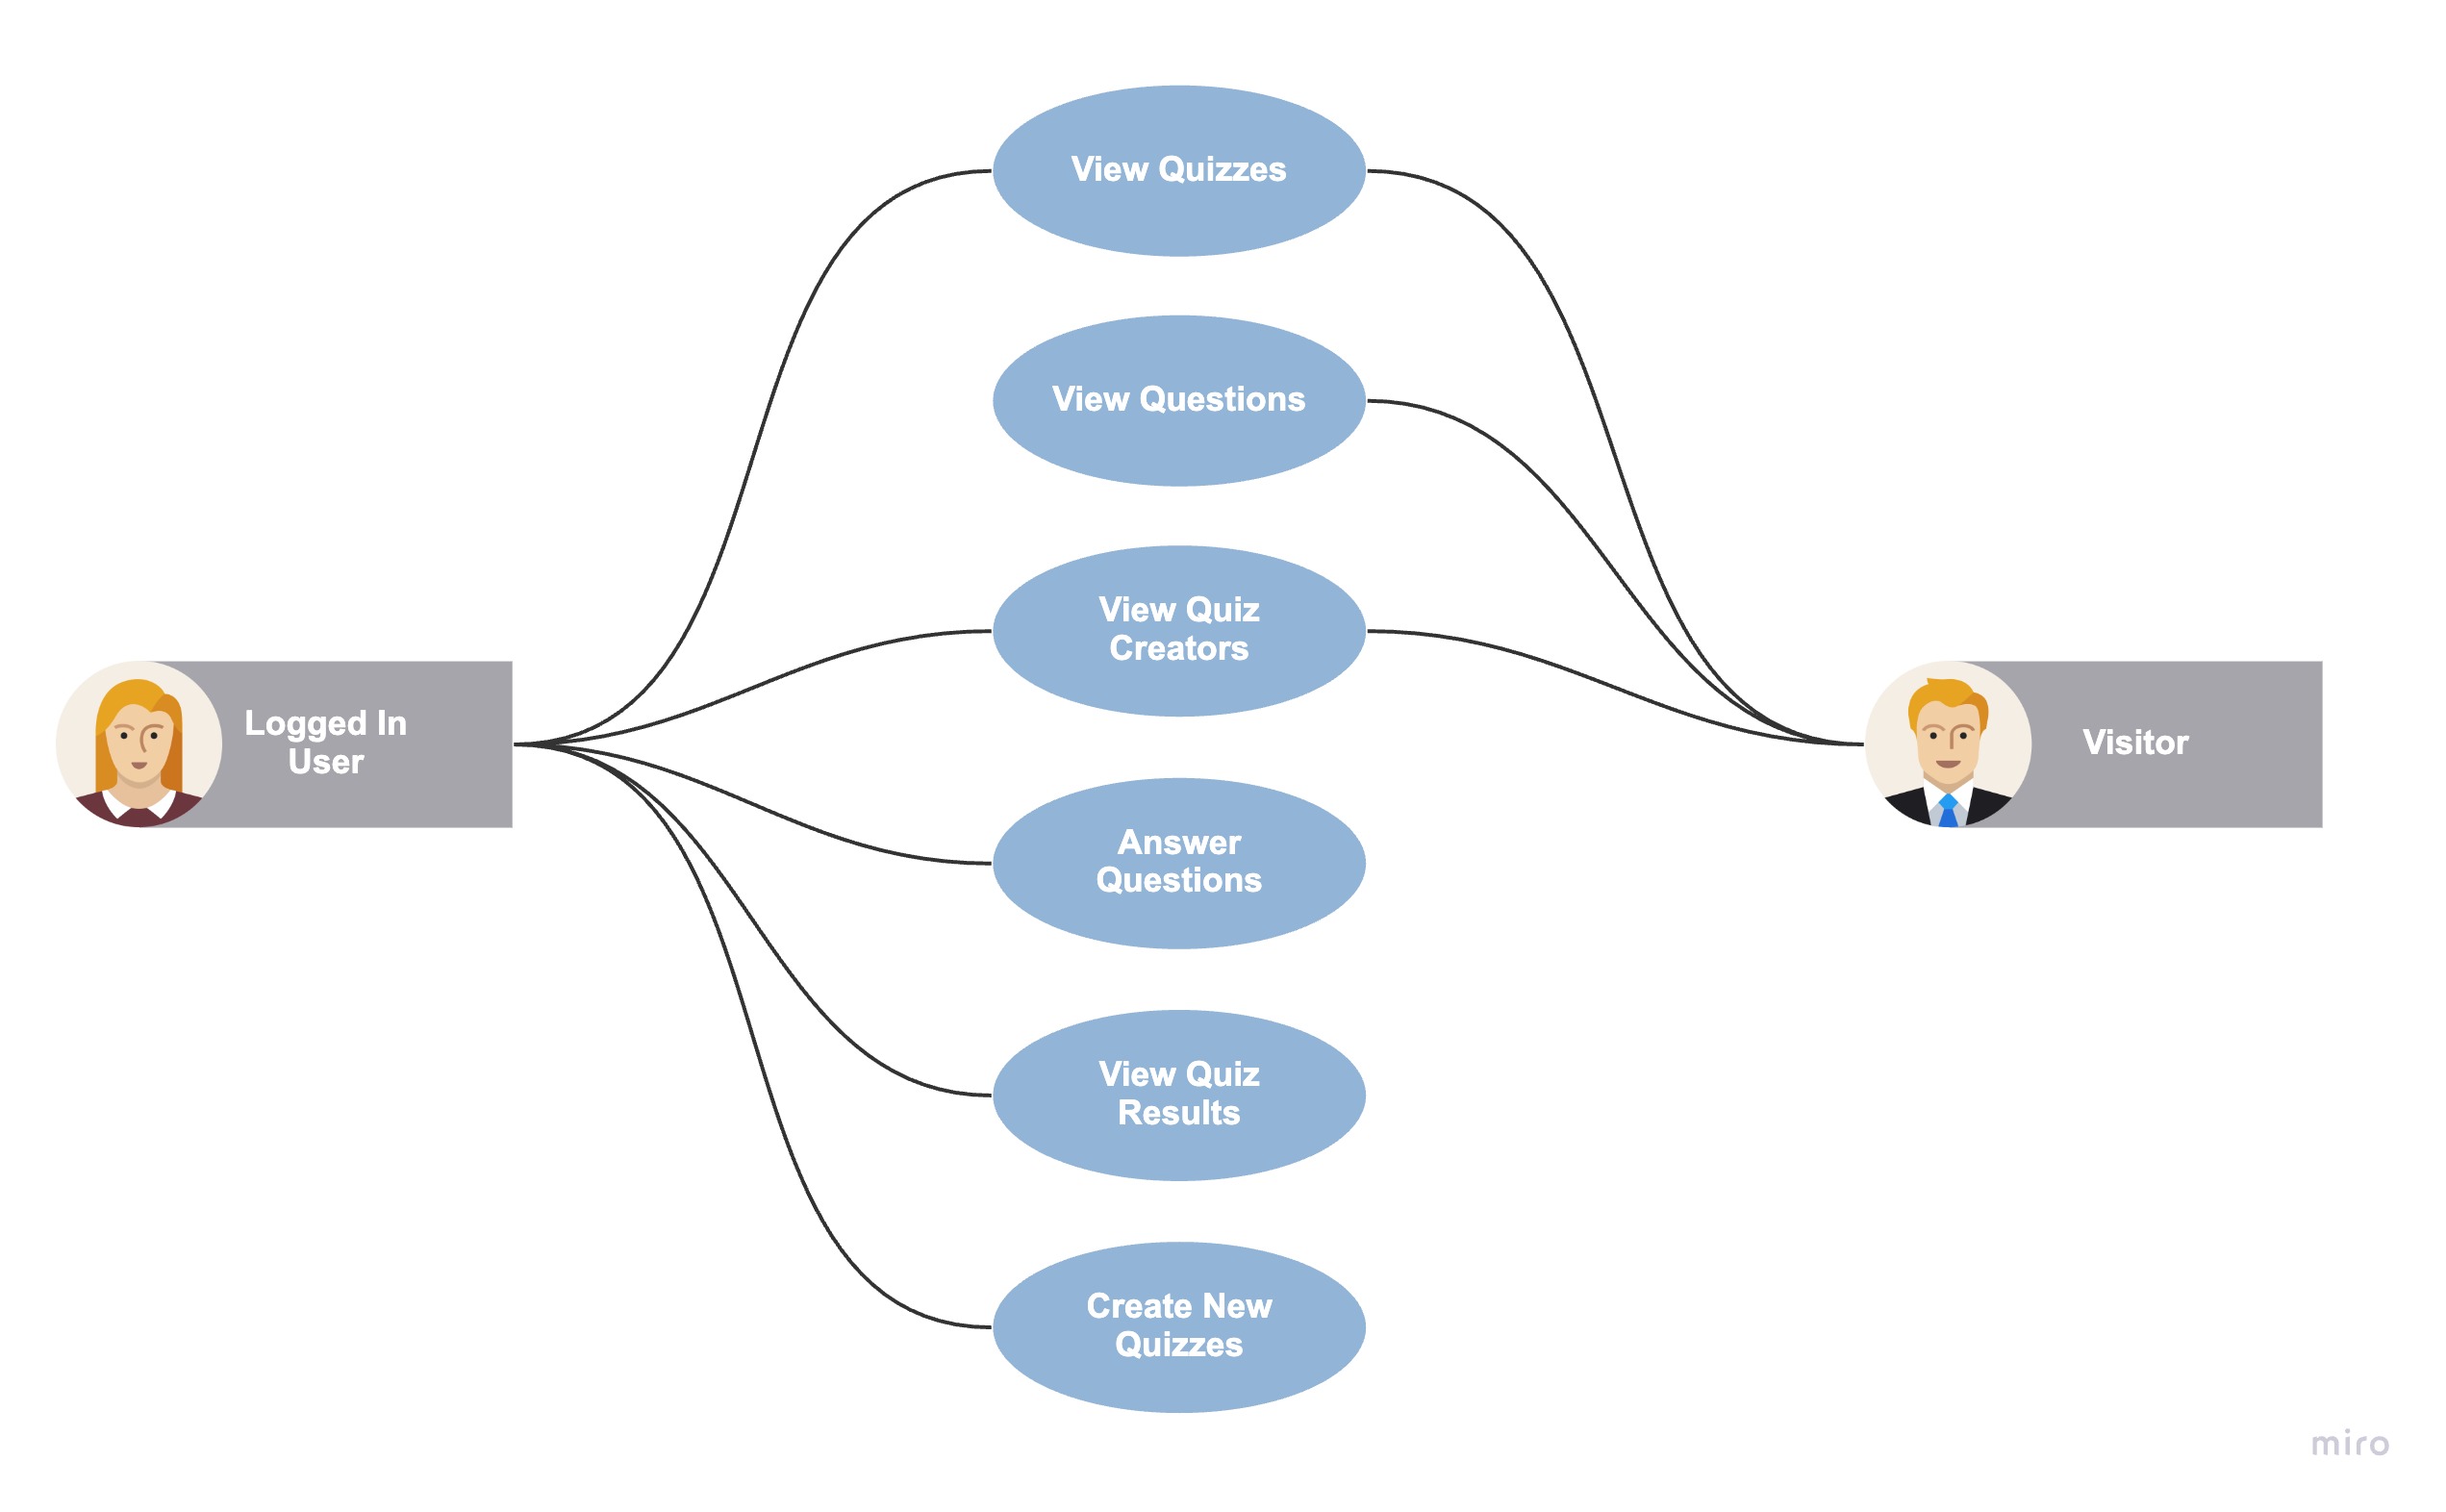 View Quizzes
View Questions
View Quiz
Creators
Logged In
User
Visitor
Answer
Questions
View Quiz
Results
Create New
Quizzes
miro